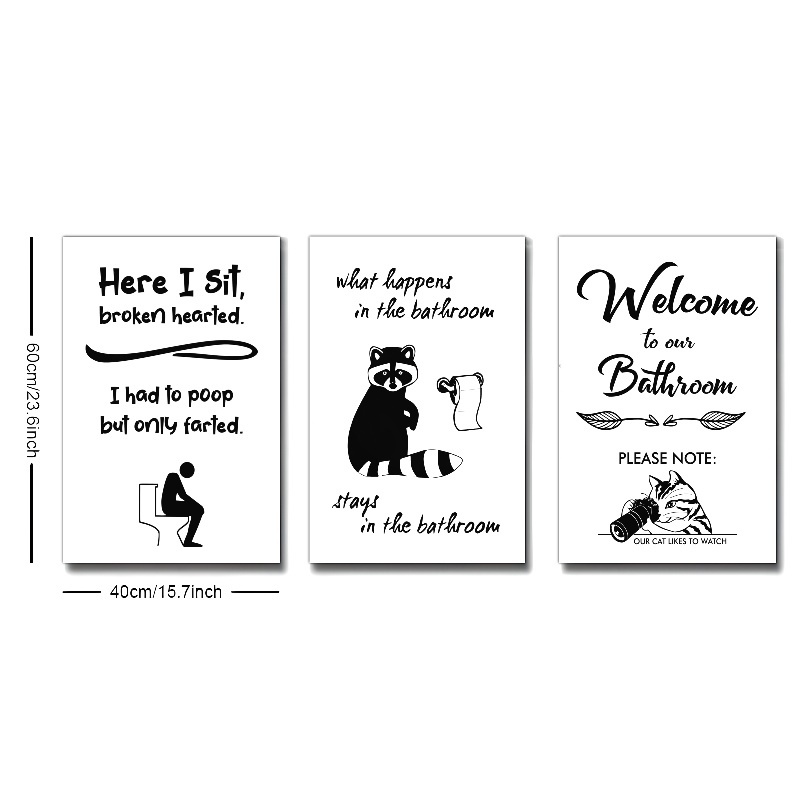 Here I Sit,
broken hearted.
I had to poop
but only farted.
what happens
in the bathroom
stays
in the bathroom
Welcome
to our
Bathroom
PLEASE NOTE:
OUR CAT LIKES TO WATCH
60cm/23.6inch
40cm/15.7inch